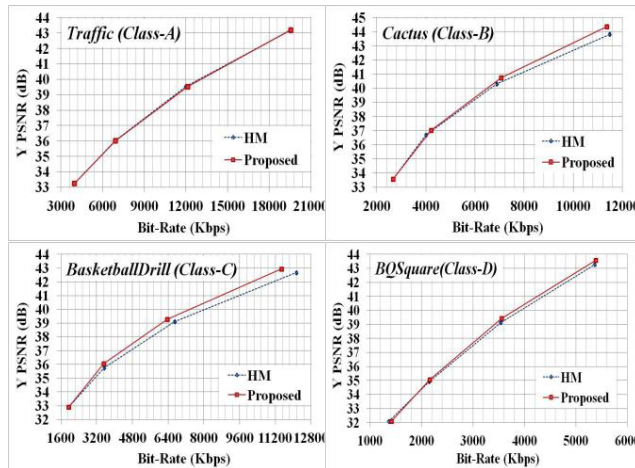 Traffic (Class-A)
Y PSNR (dB)
44
43
42
41
40
39
38
37
36
35
34
33
HM
Proposed
3000 6000 9000 12000 15000 18000 21000
Bit-Rate (Kbps)
Cactus (Class-B)
Y PSNR (dB)
45
44
43
42
41
40
39
38
37
36
35
34
33
HM
Proposed
2000 4000 6000 8000 10000 12000
Bit-Rate (Kbps)
BasketballDrill (Class-C)
Y PSNR (dB)
44
43
42
41
40
39
38
37
36
35
34
33
32
HM
Proposed
1600 3200 4800 6400 8000 9600 11200 12800
Bit-Rate (Kbps)
BQSquare(Class-D)
Y PSNR (dB)
44
43
42
41
40
39
38
37
36
35
34
33
32
HM
Proposed
1000 2000 3000 4000 5000 6000
Bit-Rate (Kbps)